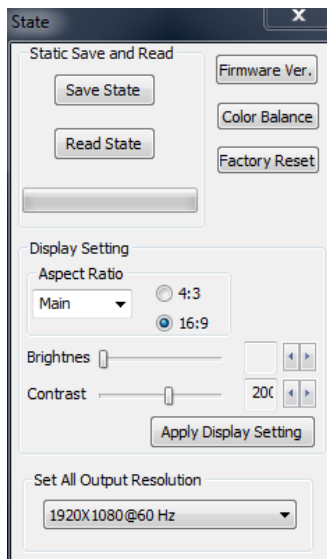 State
x
Static Save and Read
Save State
Read State
Firmware Ver.
Color Balance
Factory Reset
Display Setting
Aspect Ratio
Main
4:3
16:9
Brightnes
Contrast
200
Apply Display Setting
Set All Output Resolution
1920X1080@60 Hz